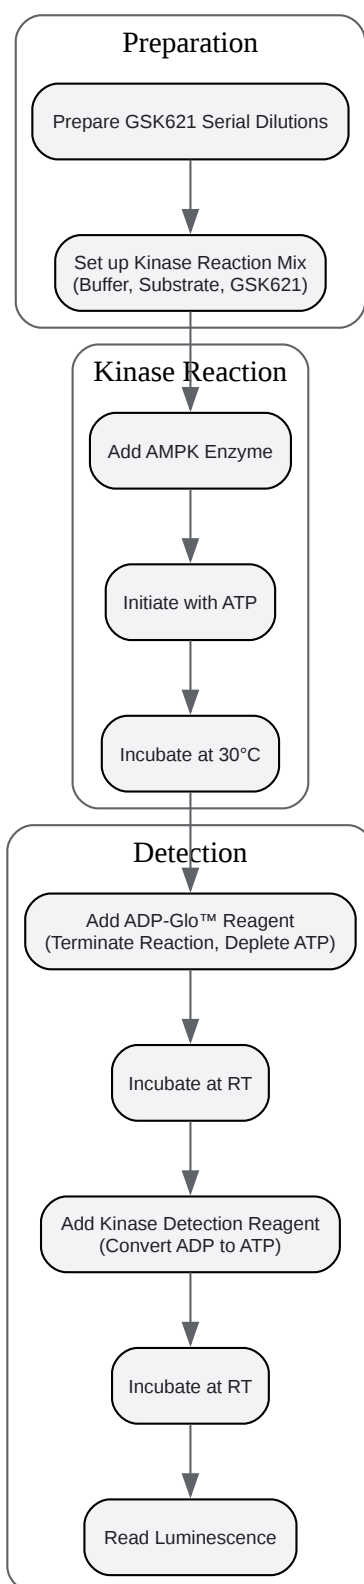 Preparation
Prepare GSK621 Serial Dilutions
Set up Kinase Reaction Mix
(Buffer, Substrate, GSK621)
Kinase Reaction
Add AMPK Enzyme
Initiate with ATP
Incubate at 30°C
Detection
Add ADP-Glo™ Reagent
(Terminate Reaction, Deplete ATP)
Incubate at RT
Add Kinase Detection Reagent
(Convert ADP to ATP)
Incubate at RT
Read Luminescence